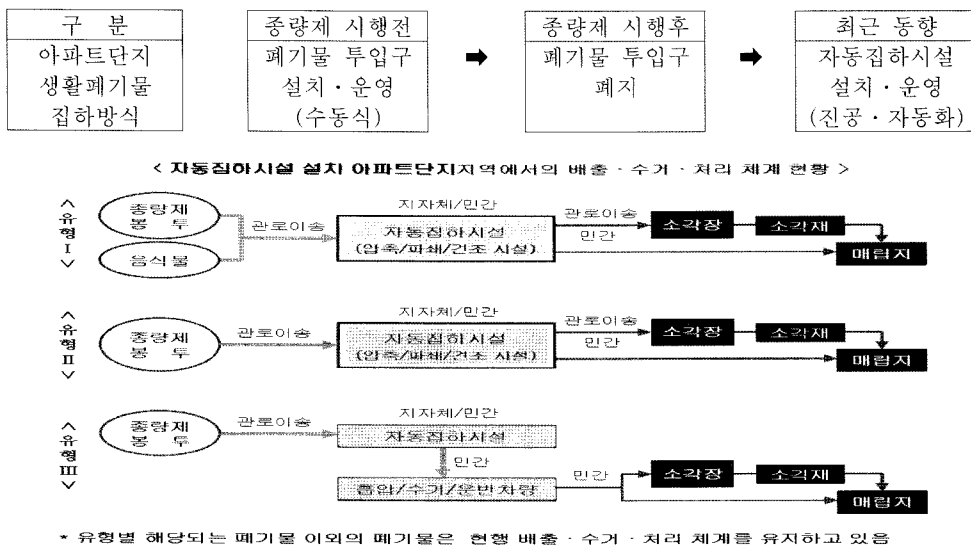 구 분
아파트단지
생활폐기물
집하방식
종량제 시행전
폐기물 투입구
설치·운영
(수동식)
종량제 시행후
폐기물 투입구
폐지
최근 동향
자동집하시설
설치·운영
(진공·자동화)
< 자동집하시설 설치 아파트단지지역에서의 배출·수거·처리 체계 현황 >
<유형 I>
종량제
봉 투
음식물
관로이송
지자체/민간
자동집하시설
(압축/파쇄/건조 시설)
관로이송
민간
소각장
소각재
매립지
<유형 II>
종량제
봉 투
관로이송
지자체/민간
자동집하시설
(압축/파쇄/건조 시설)
관로이송
민간
소각장
소각재
매립지
<유형 III>
종량제
봉 투
관로이송
지자체/민간
자동집하시설
민간
흡압/수거/운반차량
민간
소각장
소각재
매립지
* 유형별 해당되는 폐기물 이외의 폐기물은 현행 배출·수거·처리 체계를 유지하고 있음